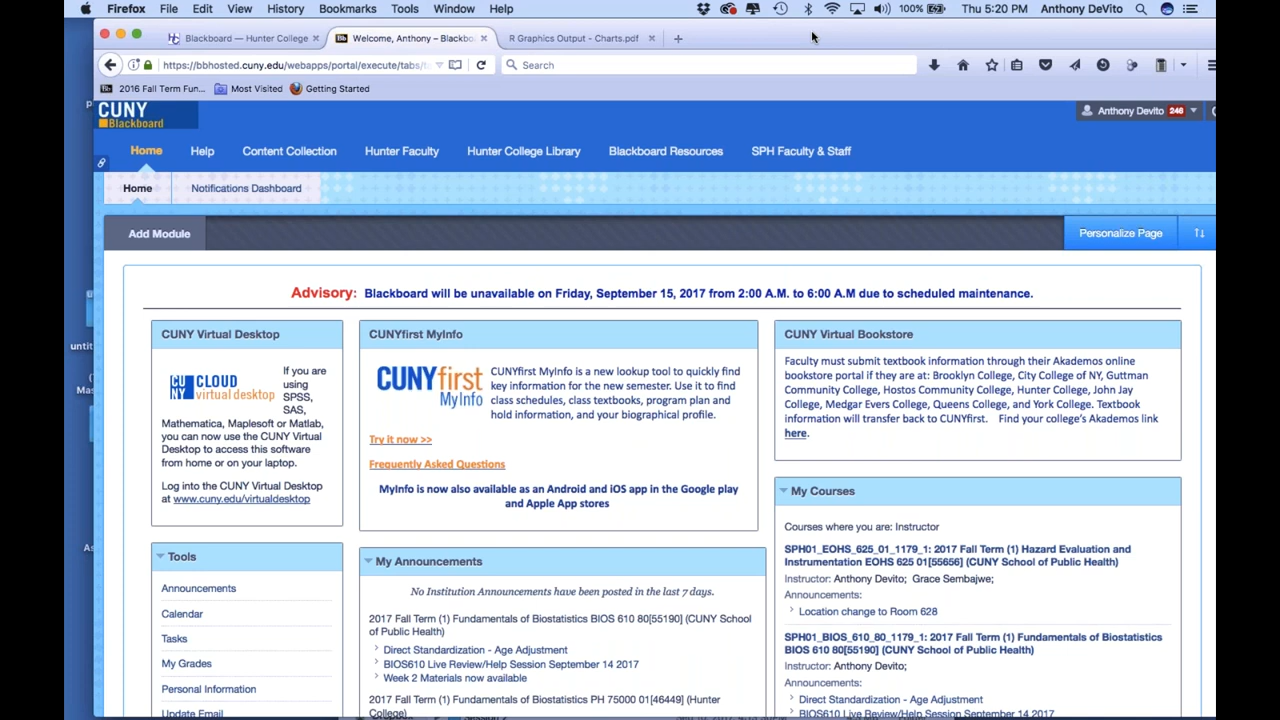 Firefox File Edit View History Bookmarks Tools Window Help 100% Thu 5:20 PM Anthony DeVito
Blackboard — Hunter College Welcome, Anthony – Blackbo R Graphics Output - Charts.pdf
https://bbhosted.cuny.edu/webapps/portal/execute/tabs/ta Search
2016 Fall Term Fun... Most Visited Getting Started
CUNY
Blackboard
Anthony Devito 246
Home Help Content Collection Hunter Faculty Hunter College Library Blackboard Resources SPH Faculty & Staff
Home Notifications Dashboard
Add Module Personalize Page
Advisory: Blackboard will be unavailable on Friday, September 15, 2017 from 2:00 A.M. to 6:00 A.M due to scheduled maintenance.
CUNY Virtual Desktop
CU
NY CLOUD
virtual desktop
If you are
using
SPSS,
SAS,
Mathematica, Maplesoft or Matlab,
you can now use the CUNY Virtual
Desktop to access this software
from home or on your laptop.
Log into the CUNY Virtual Desktop
at www.cuny.edu/virtualdesktop
Tools
Announcements
Calendar
Tasks
My Grades
Personal Information
Update Email
CUNYfirst MyInfo
CUNYfirst
MyInfo
CUNYfirst MyInfo is a new lookup tool to quickly find
key information for the new semester. Use it to find
class schedules, class textbooks, program plan and
hold information, and your biographical profile.
Try it now >>
Frequently Asked Questions
MyInfo is now also available as an Android and iOS app in the Google play
and Apple App stores
My Announcements
No Institution Announcements have been posted in the last 7 days.
2017 Fall Term (1) Fundamentals of Biostatistics BIOS 610 80[55190] (CUNY School
of Public Health)
Direct Standardization - Age Adjustment
BIOS610 Live Review/Help Session September 14 2017
Week 2 Materials now available
2017 Fall Term (1) Fundamentals of Biostatistics PH 75000 01[46449] (Hunter
College)
CUNY Virtual Bookstore
Faculty must submit textbook information through their Akademos online
bookstore portal if they are at: Brooklyn College, City College of NY, Guttman
Community College, Hostos Community College, Hunter College, John Jay
College, Medgar Evers College, Queens College, and York College. Textbook
information will transfer back to CUNYfirst. Find your college's Akademos link
here.
My Courses
Courses where you are: Instructor
SPH01_EOHS_625_01_1179_1: 2017 Fall Term (1) Hazard Evaluation and
Instrumentation EOHS 625 01[55656] (CUNY School of Public Health)
Instructor: Anthony Devito; Grace Sembajwe;
Announcements:
Location change to Room 628
SPH01_BIOS_610_80_1179_1: 2017 Fall Term (1) Fundamentals of Biostatistics
BIOS 610 80[55190] (CUNY School of Public Health)
Instructor: Anthony Devito;
Announcements:
Direct Standardization - Age Adjustment
BIOS610 Live Review/Help Session September 14 2017